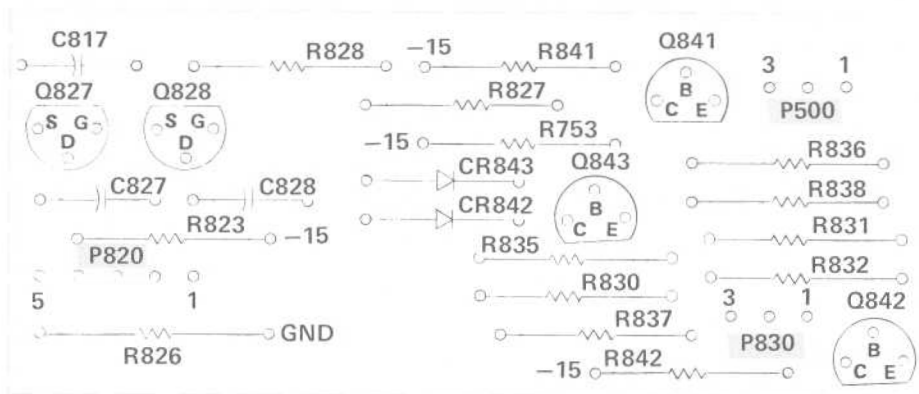 C817
R828
−15
R841
Q841
3 1
P500
Q827
Q828
R827
S G
D
S G
D
B
C E
−15
R753
R836
C827
C828
CR843
CR842
Q843
B
C E
R838
R823
−15
P820
5 1
R835
R831
R830
R832
R826
GND
R837
3 1
P830
Q842
B
C E
−15
R842